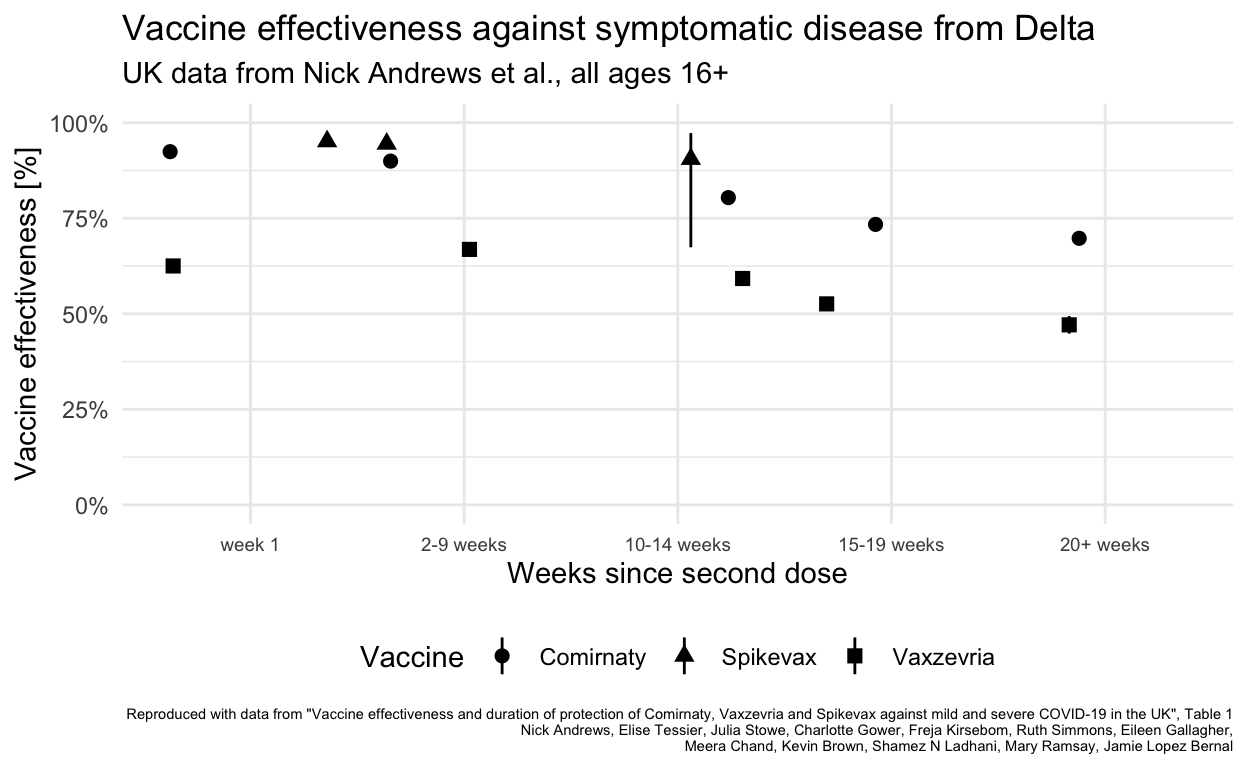 Vaccine effectiveness against symptomatic disease from Delta
UK data from Nick Andrews et al., all ages 16+
Vaccine effectiveness [%]
100%
75%
50%
25%
0%
week 1
2-9 weeks
10-14 weeks
15-19 weeks
20+ weeks
Weeks since second dose
Vaccine
Comirnaty
Spikevax
Vaxzevria
Reproduced with data from "Vaccine effectiveness and duration of protection of Comirnaty, Vaxzevria and Spikevax against mild and severe COVID-19 in the UK", Table 1
Nick Andrews, Elise Tessier, Julia Stowe, Charlotte Gower, Freja Kirsebom, Ruth Simmons, Eileen Gallagher,
Meera Chand, Kevin Brown, Shamez N Ladhani, Mary Ramsay, Jamie Lopez Bernal